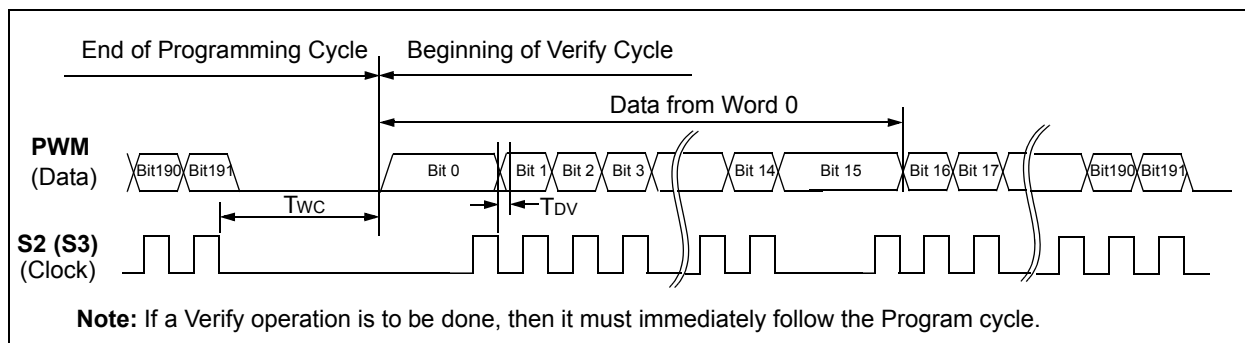 End of Programming Cycle Beginning of Verify Cycle
Data from Word 0
PWM
(Data)
Bit190 Bit191 Bit 0 Bit 1 Bit 2 Bit 3 Bit 14 Bit 15 Bit 16 Bit 17 Bit190 Bit191
TWC TDV
S2 (S3)
(Clock)
Note: If a Verify operation is to be done, then it must immediately follow the Program cycle.